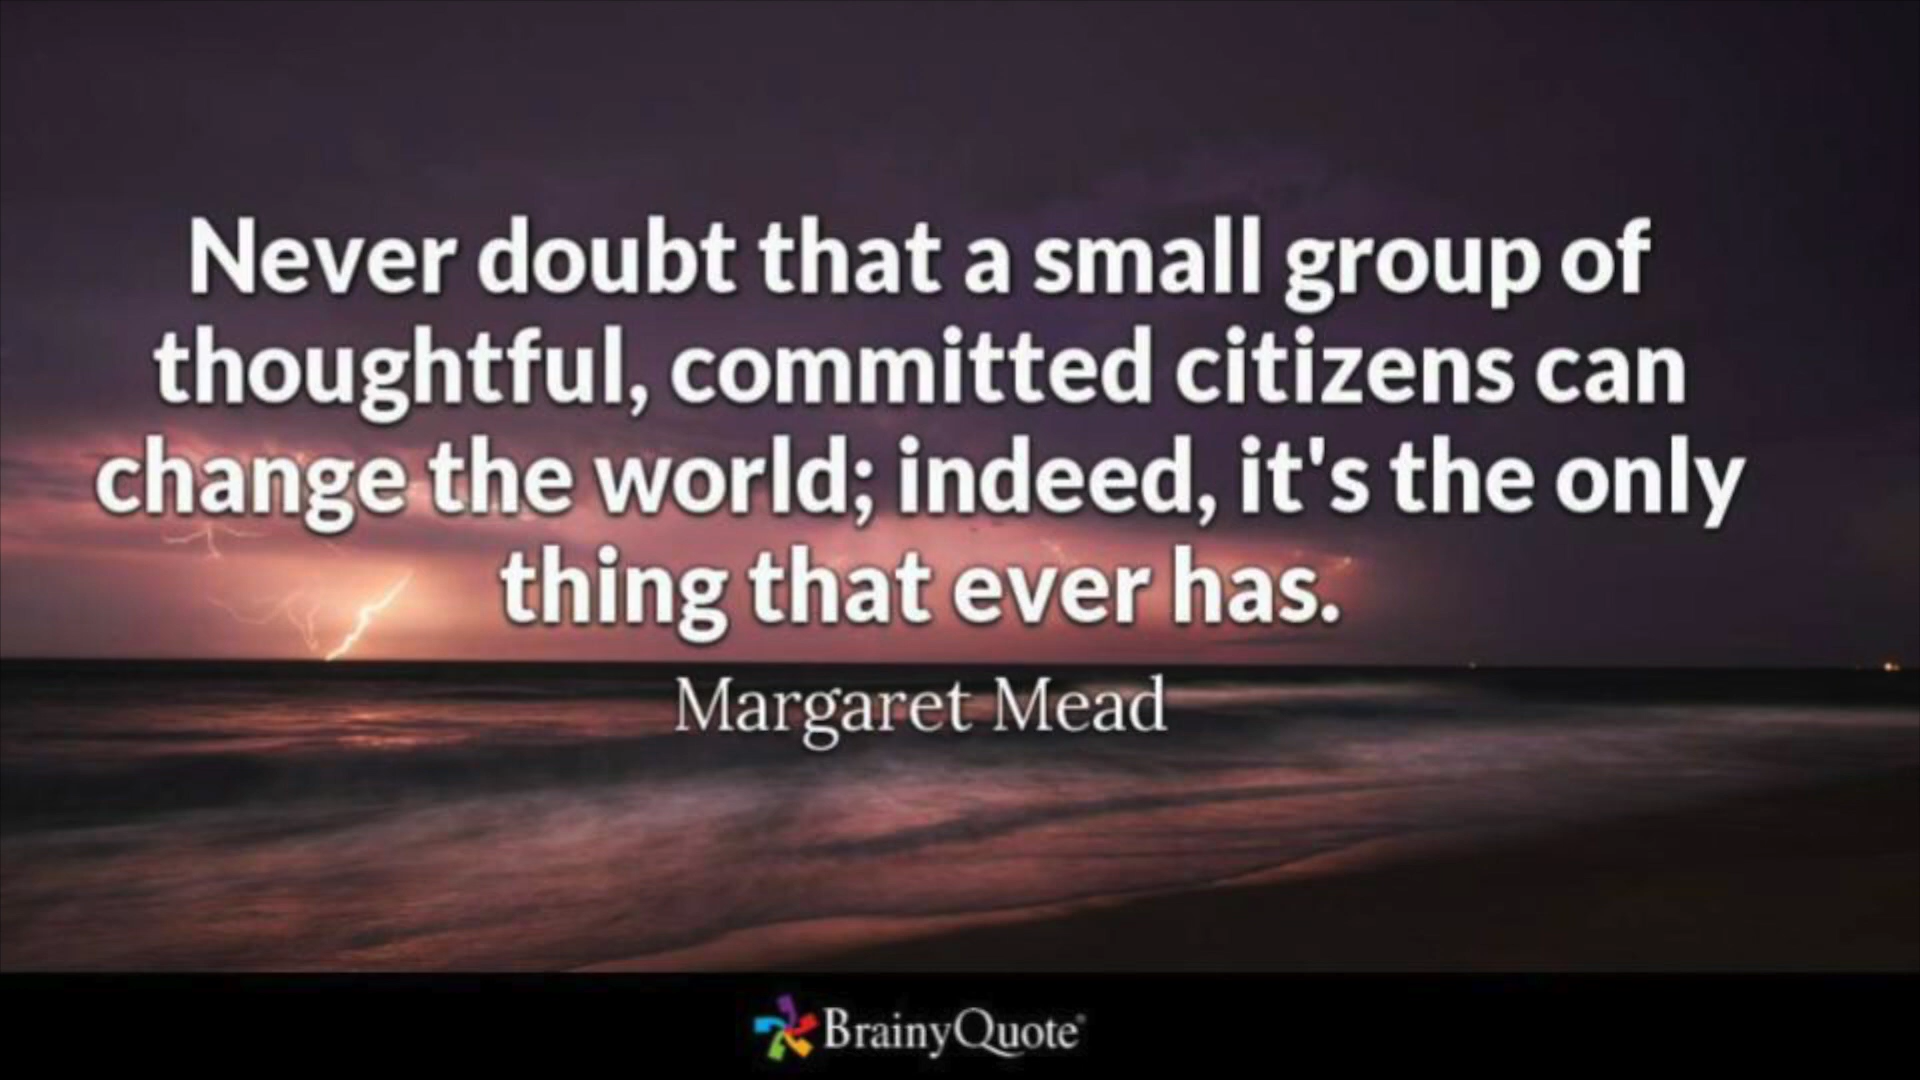 Never doubt that a small group of
thoughtful, committed citizens can
change the world; indeed, it's the only
thing that ever has.
Margaret Mead
BrainyQuote®